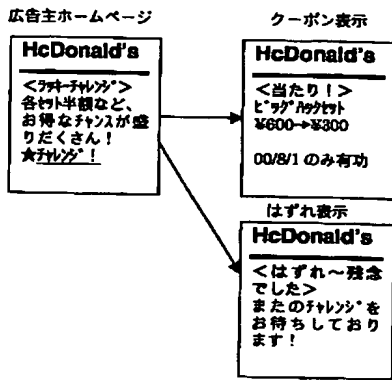 広告主ホームページ
HcDonald's
<ﾗｯｷｰﾁｬﾚﾝｼﾞ>
各ｾｯﾄ半額など、
お得なﾁｬﾝｽが盛
りだくさん！
★ﾁｬﾚﾝｼﾞ！
クーポン表示
HcDonald's
<当たり！>
ﾋﾞｯｸﾞﾊｯｸｾｯﾄ
¥600→¥300
00/8/1 のみ有功
はずれ表示
HcDonald's
<はずれ〜残念
でした>
またのﾁｬﾚﾝｼﾞを
お待ちしており
ます！